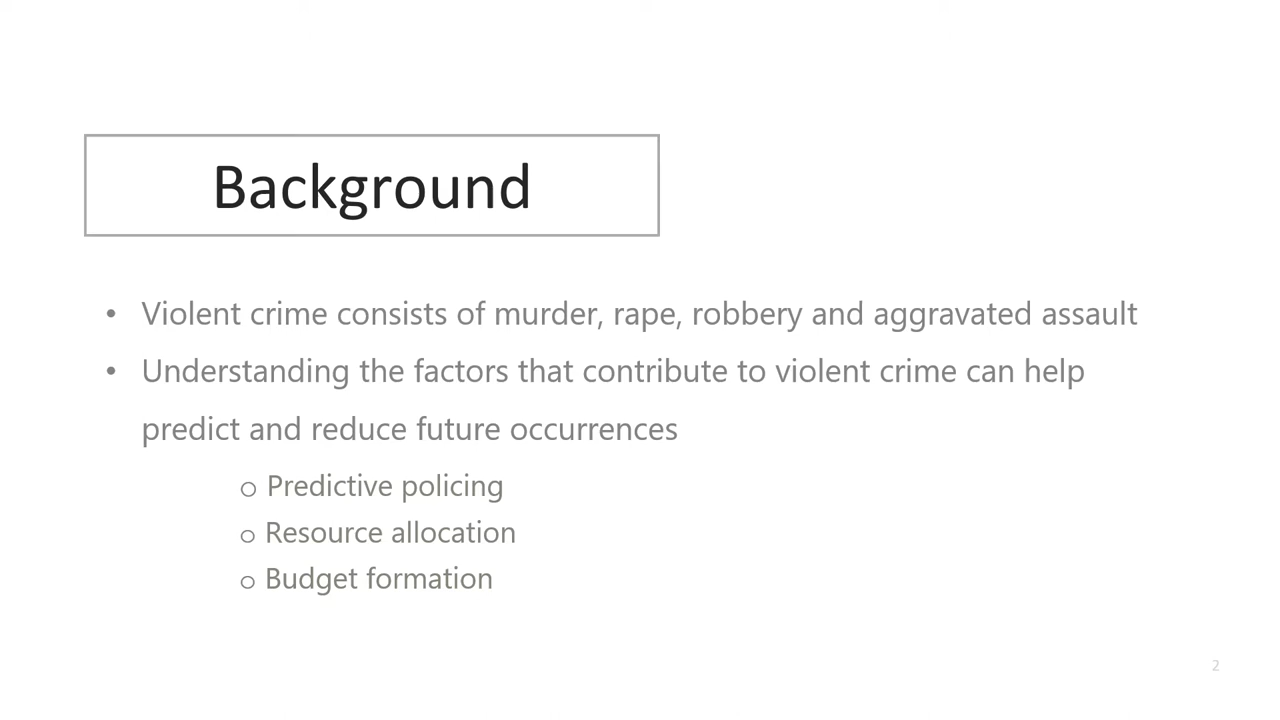 Background
• Violent crime consists of murder, rape, robbery and aggravated assault
• Understanding the factors that contribute to violent crime can help
predict and reduce future occurrences
o Predictive policing
o Resource allocation
o Budget formation
2